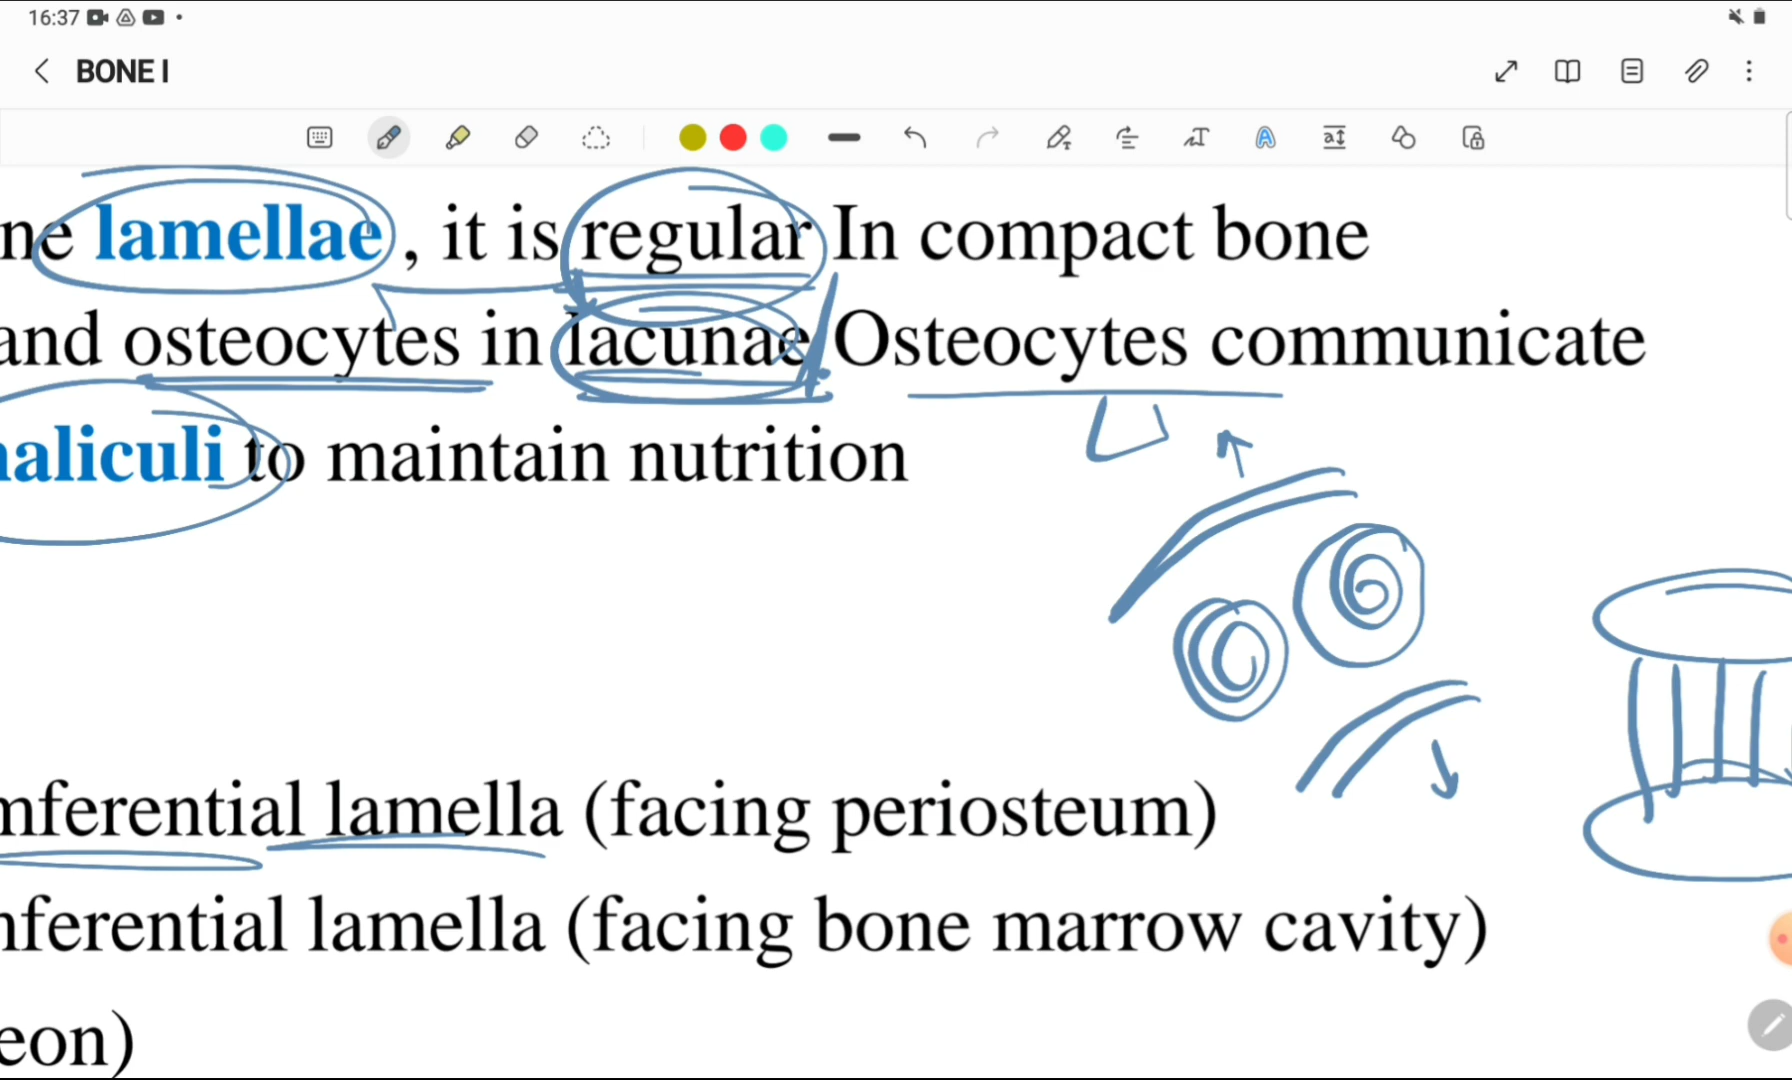 16:37
BONE I
ne lamellae, it is regular In compact bone
and osteocytes in lacunae Osteocytes communicate
naliculi to maintain nutrition
mferential lamella (facing periosteum)
nferential lamella (facing bone marrow cavity)
eon)